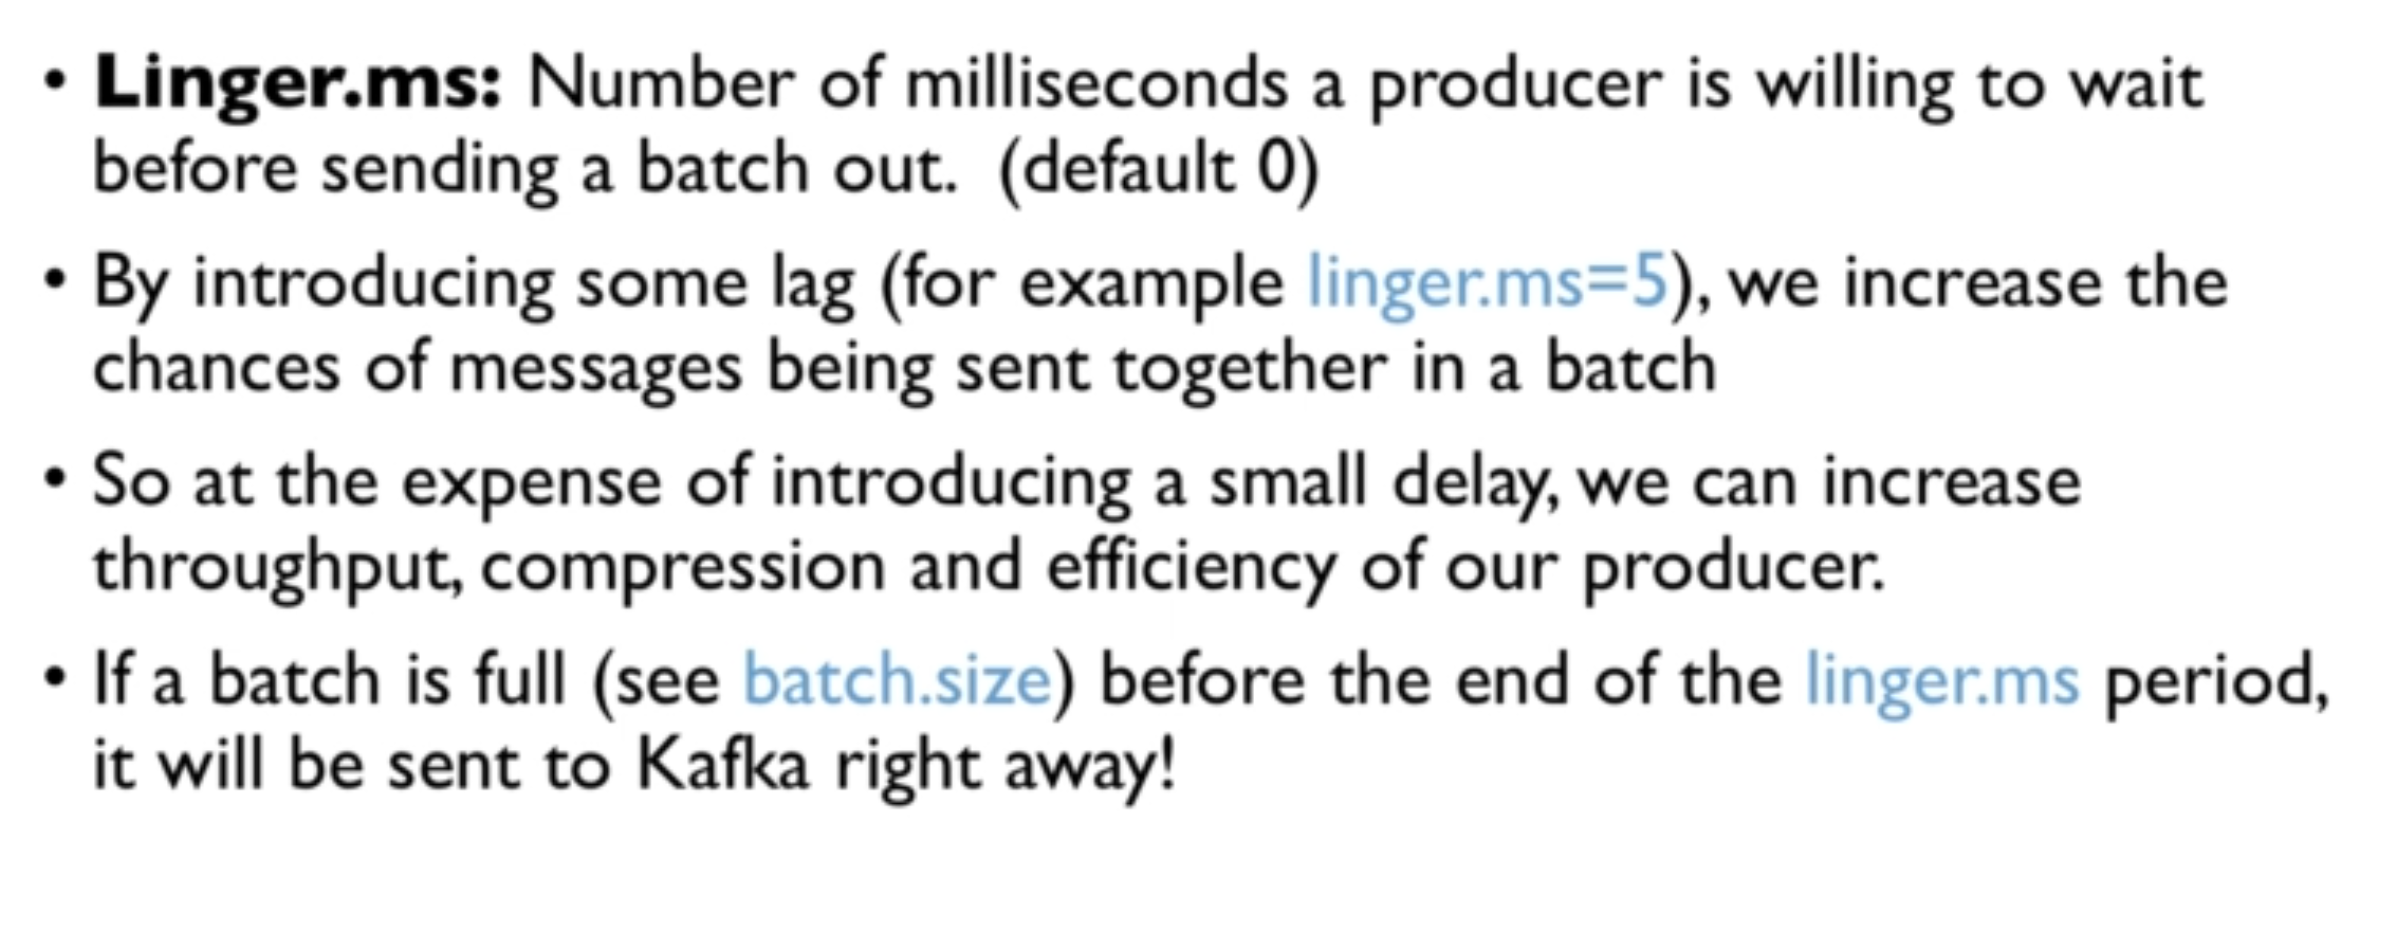 • Linger.ms: Number of milliseconds a producer is willing to wait
before sending a batch out. (default 0)
• By introducing some lag (for example linger.ms=5), we increase the
chances of messages being sent together in a batch
• So at the expense of introducing a small delay, we can increase
throughput, compression and efficiency of our producer.
• If a batch is full (see batch.size) before the end of the linger.ms period,
it will be sent to Kafka right away!